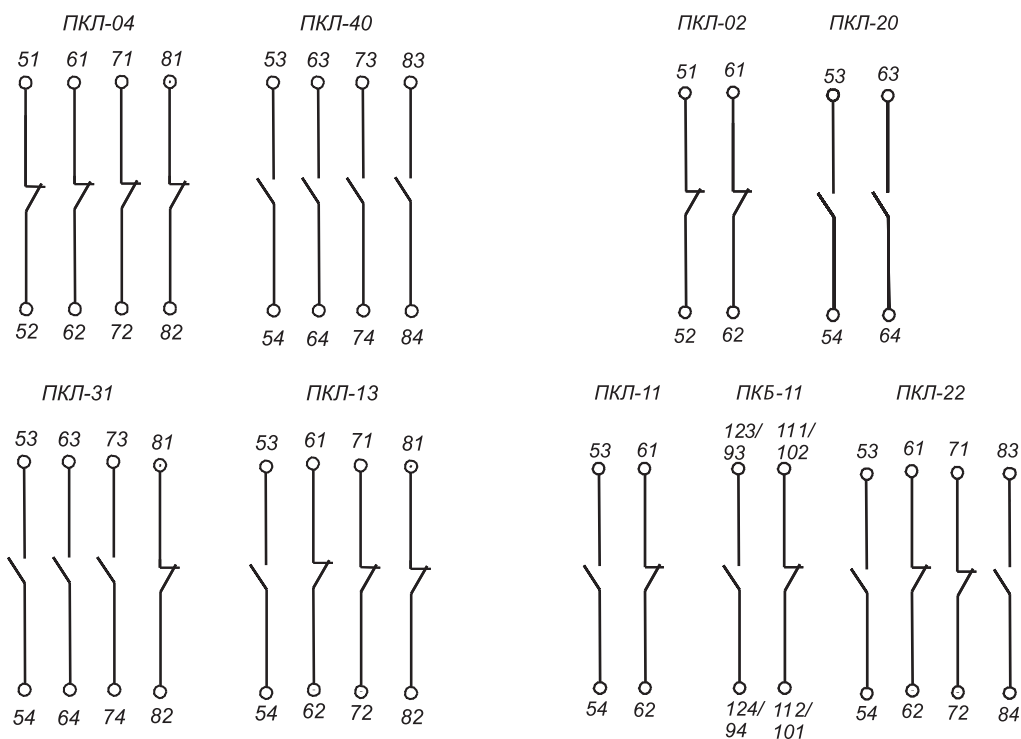 ПКЛ-04 ПКЛ-40 ПКЛ-02 ПКЛ-20
51 61 71 81 53 63 73 83 51 61 53 63
52 62 72 82 54 64 74 84 52 62 54 64
ПКЛ-31 ПКЛ-13 ПКЛ-11 ПКБ-11 ПКЛ-22
53 63 73 81 53 61 71 81 53 61 123/ 111/ 53 61 71 83
93 102
54 64 74 82 54 62 72 82 54 62 124/ 112/ 54 62 72 84
94 101